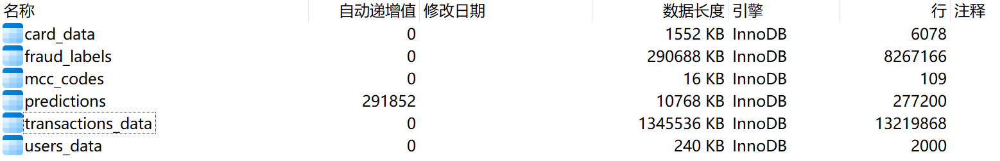 名称 自动递增值 修改日期 数据长度 引擎 行 注释
card_data 0 1552 KB InnoDB 6078
fraud_labels 0 290688 KB InnoDB 8267166
mcc_codes 0 16 KB InnoDB 109
predictions 291852 10768 KB InnoDB 277200
transactions_data 0 1345536 KB InnoDB 13219868
users_data 0 240 KB InnoDB 2000